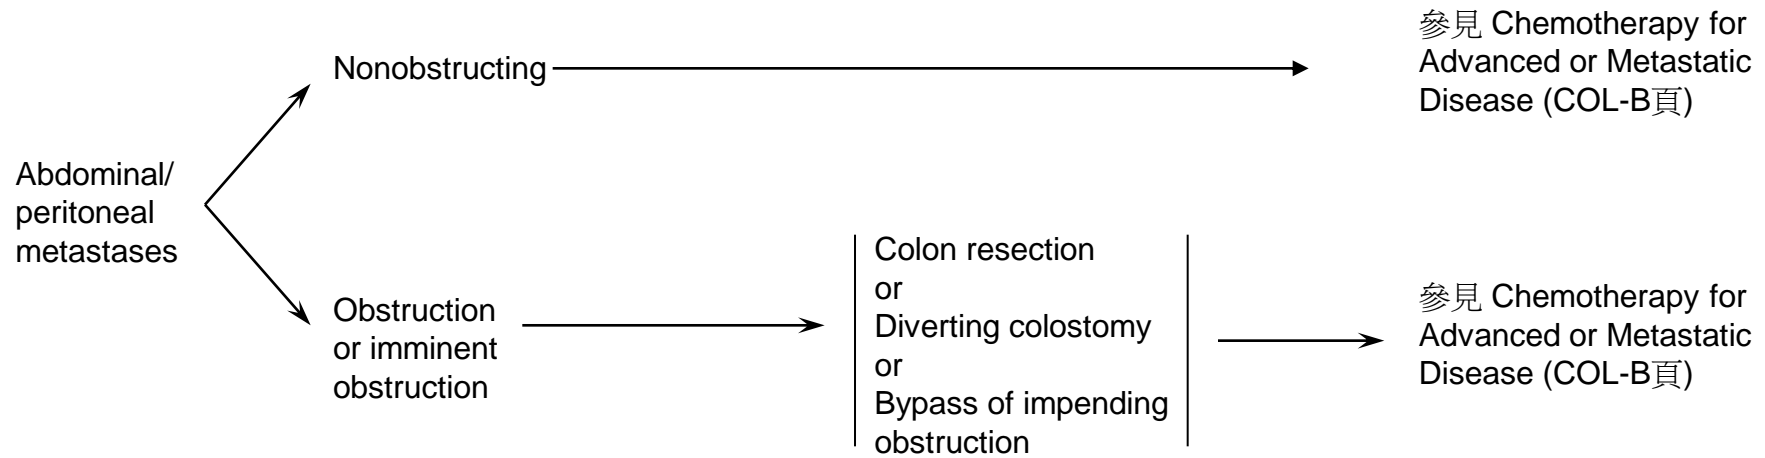 Abdominal/
peritoneal
metastases
Nonobstructing
參見 Chemotherapy for
Advanced or Metastatic
Disease (COL-B頁)
Obstruction
or imminent
obstruction
Colon resection
or
Diverting colostomy
or
Bypass of impending
obstruction
參見 Chemotherapy for
Advanced or Metastatic
Disease (COL-B頁)